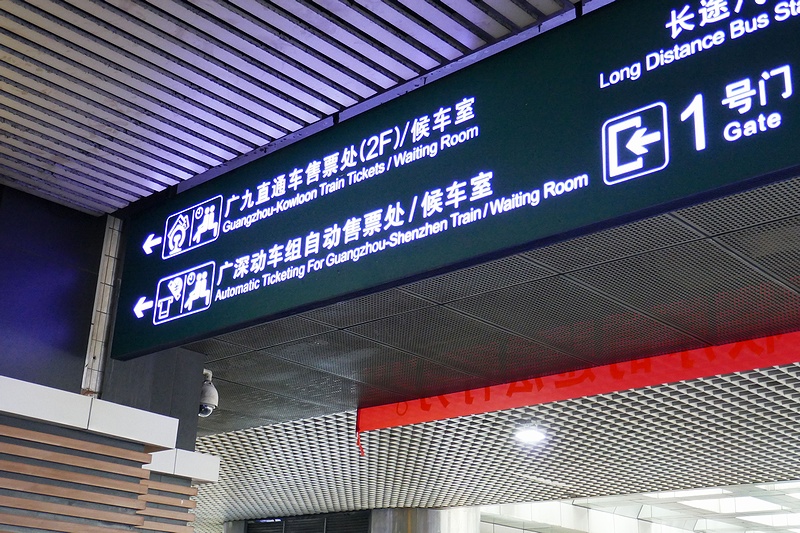 广九直通车售票处(2F)/候车室
Guangzhou-Kowloon Train Tickets / Waiting Room
广深动车组自动售票处/候车室
Automatic Ticketing For Guangzhou-Shenzhen Train / Waiting Room
长途
Long Distance Bus
1 号门
Gate